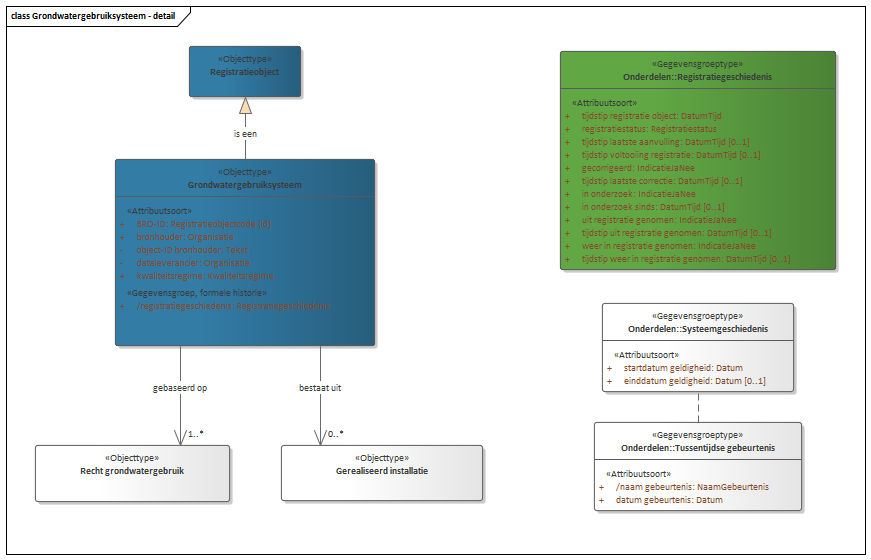 class Grondwatergebruiksysteem - detail
«Objecttype»
Registratieobject
is een
«Objecttype»
Grondwatergebruiksysteem
«Attribuutsoort»
+ BRO-ID: Registratieobjectcode [0]
+ bronhouder: Organisatie
- object-ID bronhouder: Tekst
- dataleverancier: Organisatie
+ kwaliteitsregime: Kwaliteitsregime
«Gegevensgroep, formele historie»
+ /registratiegeschiedenis: Registratiegeschiedenis
gebaseerd op
bestaat uit
1..*
0..*
«Objecttype»
Recht grondwatergebruik
«Objecttype»
Gerealiseerd installatie
«Gegevensgroeptype»
Onderdelen::Registratiegeschiedenis
«Attribuutsoort»
+ tijdstip registratie object: DatumTijd
+ registratiestatus: Registratiestatus
+ tijdstip laatste aanvulling: DatumTijd [0..1]
+ tijdstip voltooiing registratie: DatumTijd [0..1]
+ gecorrigeerd: IndicatieJaNee
+ tijdstip laatste correctie: DatumTijd [0..1]
+ in onderzoek: IndicatieJaNee
+ in onderzoek sinds: DatumTijd [0..1]
+ uit registratie genomen: IndicatieJaNee
+ tijdstip uit registratie genomen: DatumTijd [0..1]
+ weer in registratie genomen: IndicatieJaNee
+ tijdstip weer in registratie genomen: DatumTijd [0..1]
«Gegevensgroeptype»
Onderdelen::Systeemgeschiedenis
«Attribuutsoort»
+ startdatum geldigheid: Datum
+ einddatum geldigheid: Datum [0..1]
«Gegevensgroeptype»
Onderdelen::Tussentijdse gebeurtenis
«Attribuutsoort»
+ /naam gebeurtenis: NaamGebeurtenis
+ datum gebeurtenis: Datum